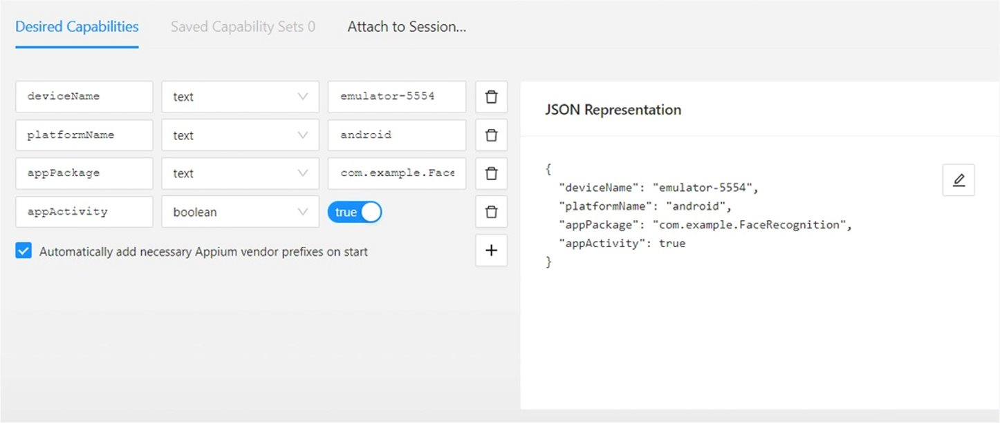 Desired Capabilities Saved Capability Sets 0 Attach to Session...
deviceName text emulator-5554
platformName text android
appPackage text com.example.Face
appActivity boolean true
Automatically add necessary Appium vendor prefixes on start
JSON Representation
{
"deviceName": "emulator-5554",
"platformName": "android",
"appPackage": "com.example.FaceRecognition",
"appActivity": true
}